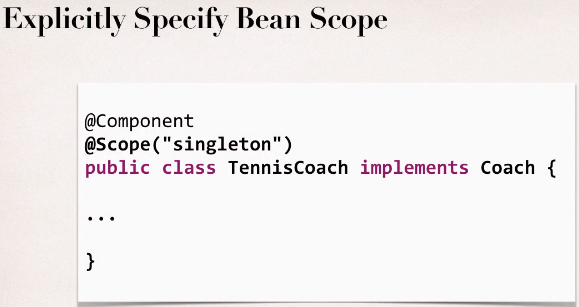 Explicitly Specify Bean Scope
@Component
@Scope("singleton")
public class TennisCoach implements Coach {
...
}